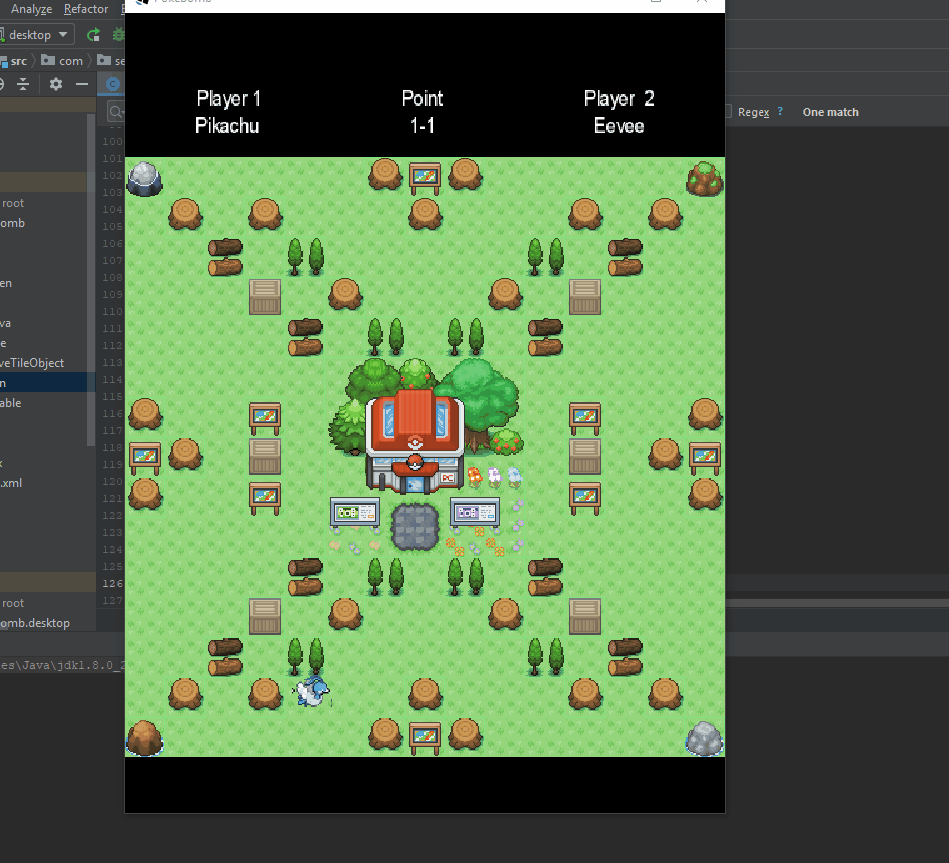 Analyze Refactor
Pokebomb
desktop
src com se
Regex ? One match
Player 1 Point Player 2
Pikachu 1-1 Eevee
100
101
102
103
root
104
omb
105
106
107
en
108
109
110
va
111
e
112
veTileObject
113
n
114
able
115
116
117
118
x
119
.xml
120
PC
121
122
123
124
125
126
root
127
omb.desktop
es\Java\jdk1.8.0_2